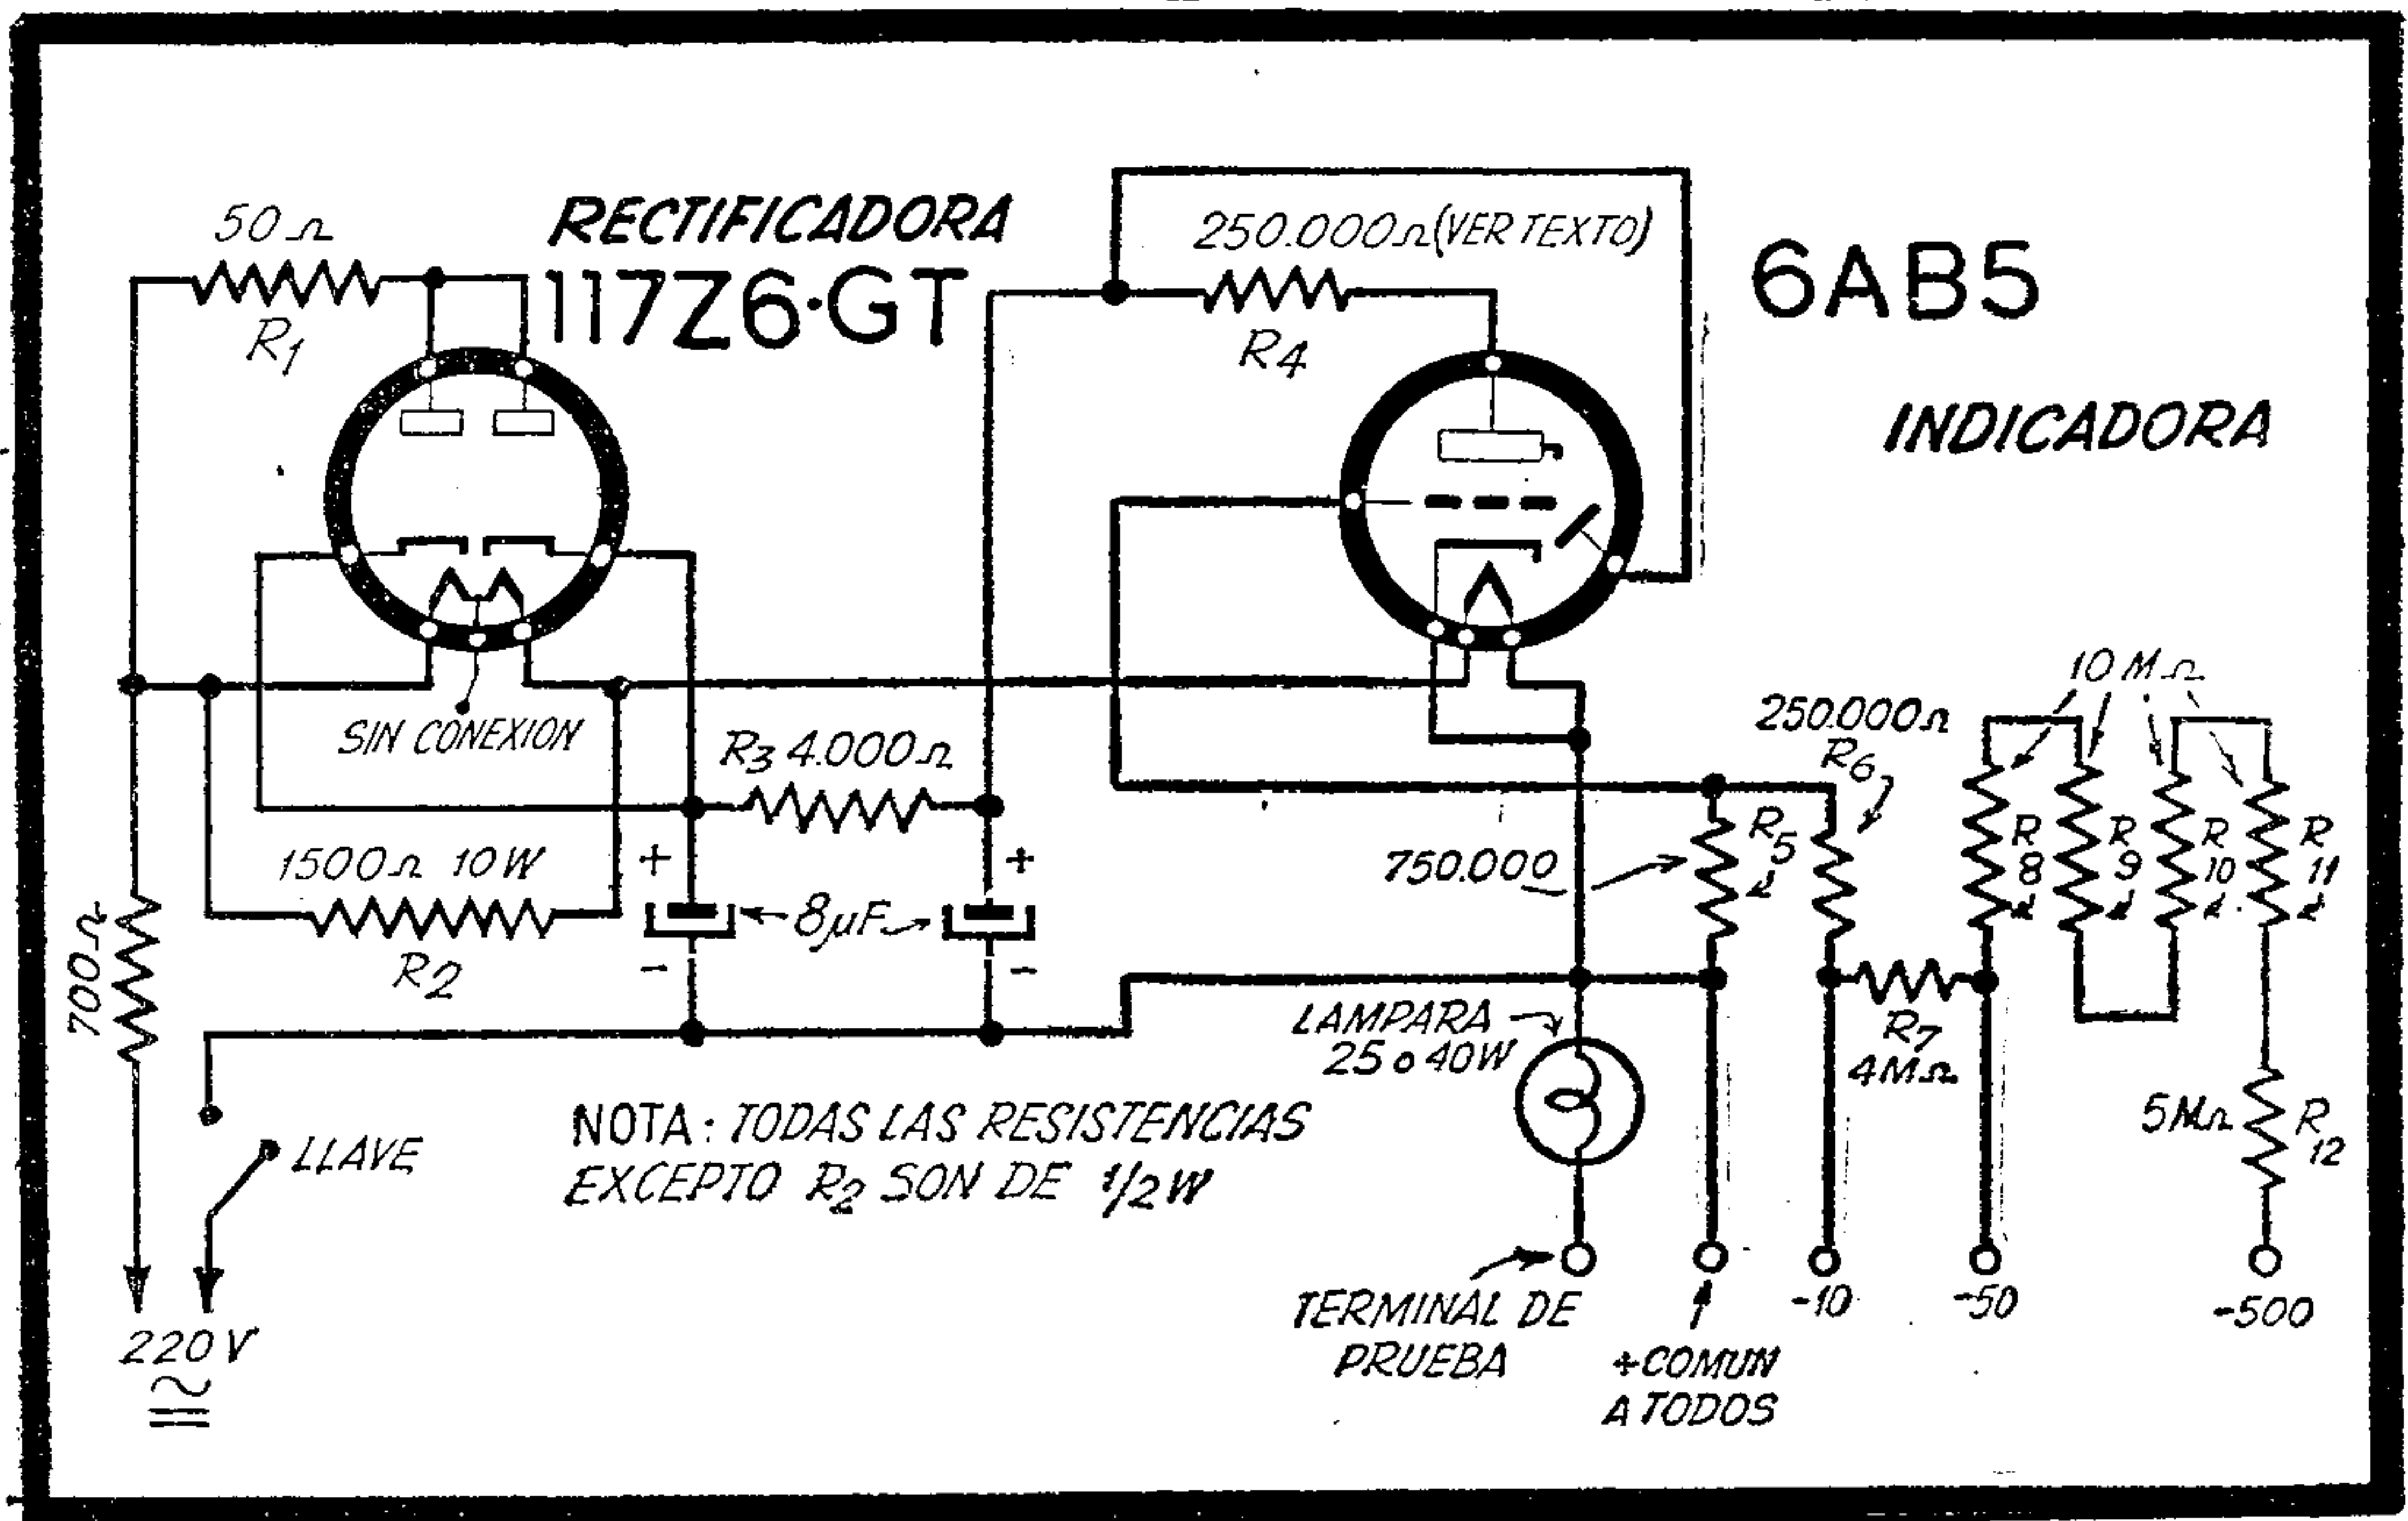 50Ω
R1
RECTIFICADORA
117Z6·GT
250.000Ω (VER TEXTO)
R4
6AB5
INDICADORA
SIN CONEXION
R3 4.000Ω
1500Ω 10W
R2
700Ω
+
-
8µF
+
-
10 MΩ
250.000Ω
R6
750.000
R5
R8
R9
R10
R11
R7
4MΩ
5MΩ
R12
LAMPARA
25 o 40W
NOTA: TODAS LAS RESISTENCIAS
EXCEPTO R2 SON DE 1/2 W
LLAVE
220 V
TERMINAL DE
PRUEBA
+COMUN
A TODOS
-10
-50
-500